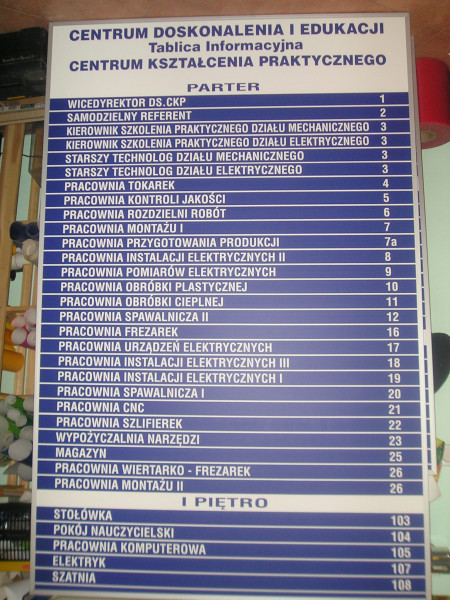 CENTRUM DOSKONALENIA I EDUKACJI
Tablica Informacyjna
CENTRUM KSZTAŁCENIA PRAKTYCZNEGO
PARTER
WICEDYREKTOR DS.CKP 1
SAMODZIELNY REFERENT 2
KIEROWNIK SZKOLENIA PRAKTYCZNEGO DZIAŁU MECHANICZNEGO 3
KIEROWNIK SZKOLENIA PRAKTYCZNEGO DZIAŁU ELEKTRYCZNEGO 3
STARSZY TECHNOLOG DZIAŁU MECHANICZNEGO 3
STARSZY TECHNOLOG DZIAŁU ELEKTRYCZNEGO 3
PRACOWNIA TOKAREK 4
PRACOWNIA KONTROLI JAKOŚCI 5
PRACOWNIA ROZDZIELNI ROBÓT 6
PRACOWNIA MONTAŻU I 7
PRACOWNIA PRZYGOTOWANIA PRODUKCJI 7a
PRACOWNIA INSTALACJI ELEKTRYCZNYCH II 8
PRACOWNIA POMIARÓW ELEKTRYCZNYCH 9
PRACOWNIA OBRÓBKI PLASTYCZNEJ 10
PRACOWNIA OBRÓBKI CIEPLNEJ 11
PRACOWNIA SPAWALNICZA II 12
PRACOWNIA FREZAREK 16
PRACOWNIA URZĄDZEŃ ELEKTRYCZNYCH 17
PRACOWNIA INSTALACJI ELEKTRYCZNYCH III 18
PRACOWNIA INSTALACJI ELEKTRYCZNYCH I 19
PRACOWNIA SPAWALNICZA I 20
PRACOWNIA CNC 21
PRACOWNIA SZLIFIEREK 22
WYPOŻYCZALNIA NARZĘDZI 23
MAGAZYN 25
PRACOWNIA WIERTARKO - FREZAREK 26
PRACOWNIA MONTAŻU II 26
I PIĘTRO
STOŁÓWKA 103
POKÓJ NAUCZYCIELSKI 104
PRACOWNIA KOMPUTEROWA 105
ELEKTRYK 107
SZATNIA 108